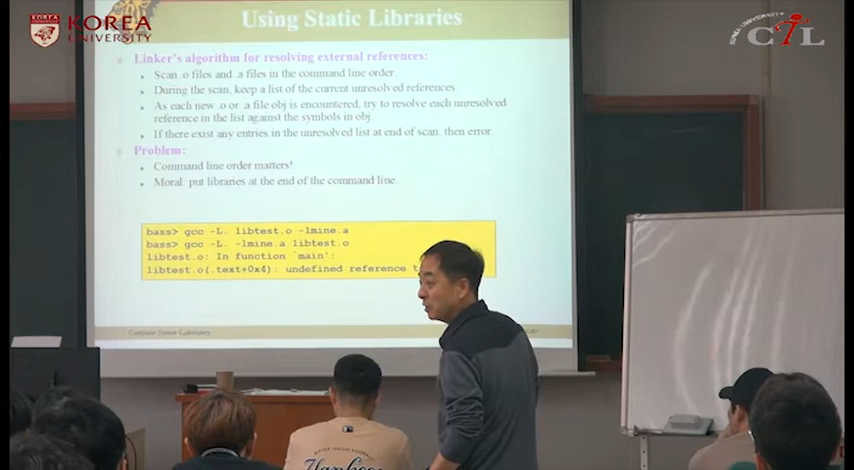 KOREA
UNIVERSITY
Using Static Libraries
KOREA UNIVERSITY
CIL
Linker's algorithm for resolving external references:
Scan .o files and .a files in the command line order.
During the scan, keep a list of the current unresolved references.
As each new .o or .a file obj is encountered, try to resolve each unresolved
reference in the list against the symbols in obj.
If there exist any entries in the unresolved list at end of scan, then error.
Problem:
Command line order matters!
Moral: put libraries at the end of the command line.
bass> gcc -L. libtest.o -lmine.a
bass> gcc -L. -lmine.a libtest.o
libtest.o: In function `main':
libtest.o(.text+0x4): undefined reference
Computer System Laboratory
Yankees